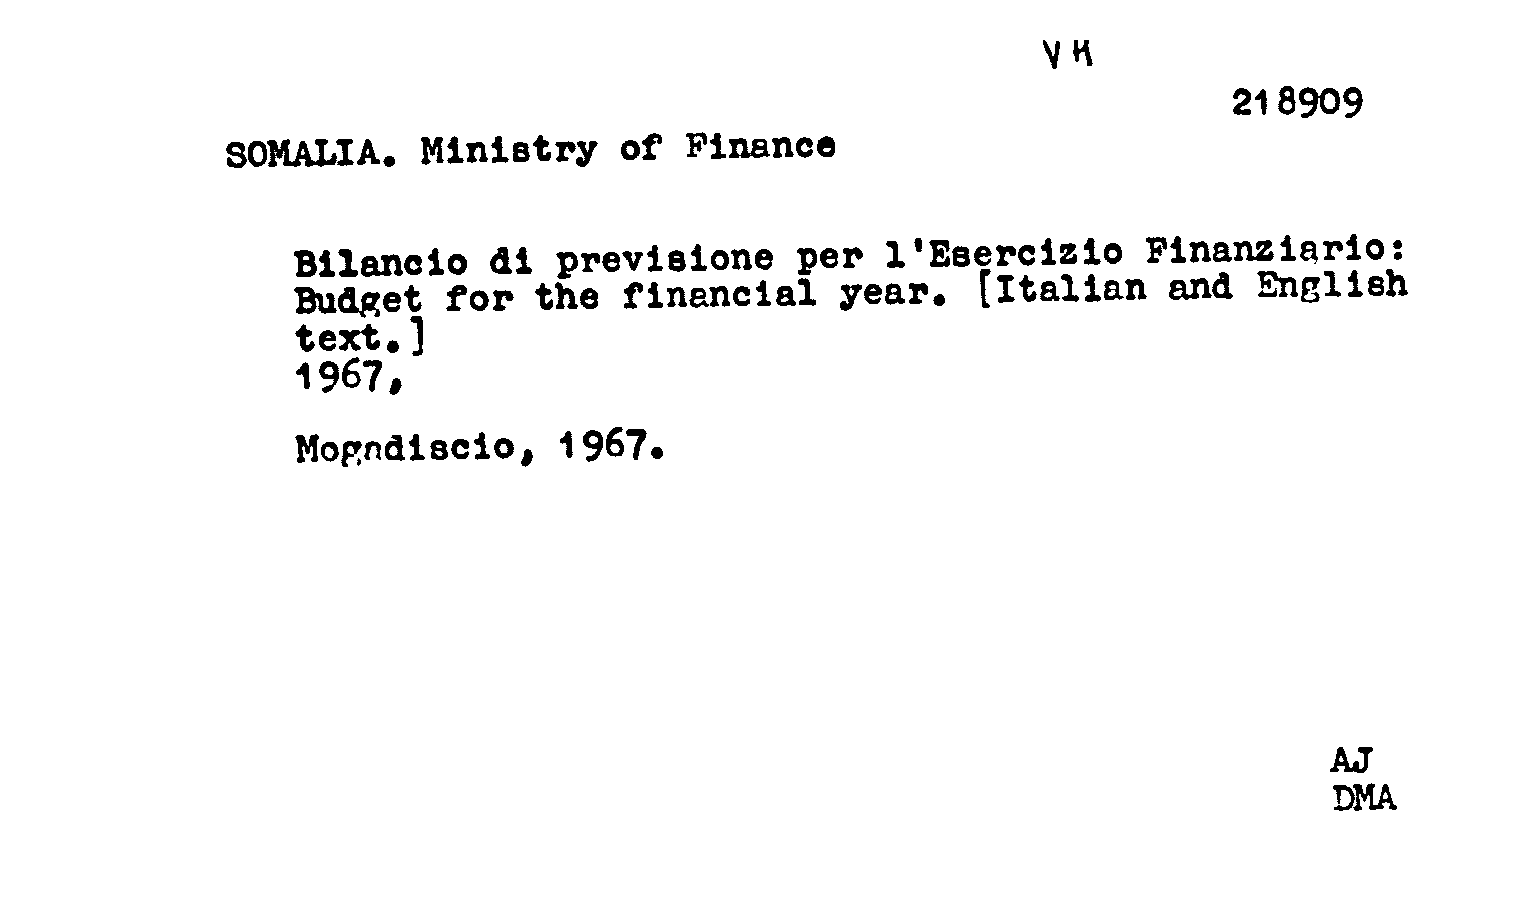 VH
218909
SOMALIA. Ministry of Finance
Bilancio di previsione per l'Esercizio Finanziario:
Budget for the financial year. [Italian and English
text.]
1967,
Mogadiscio, 1967.
AJ
DMA